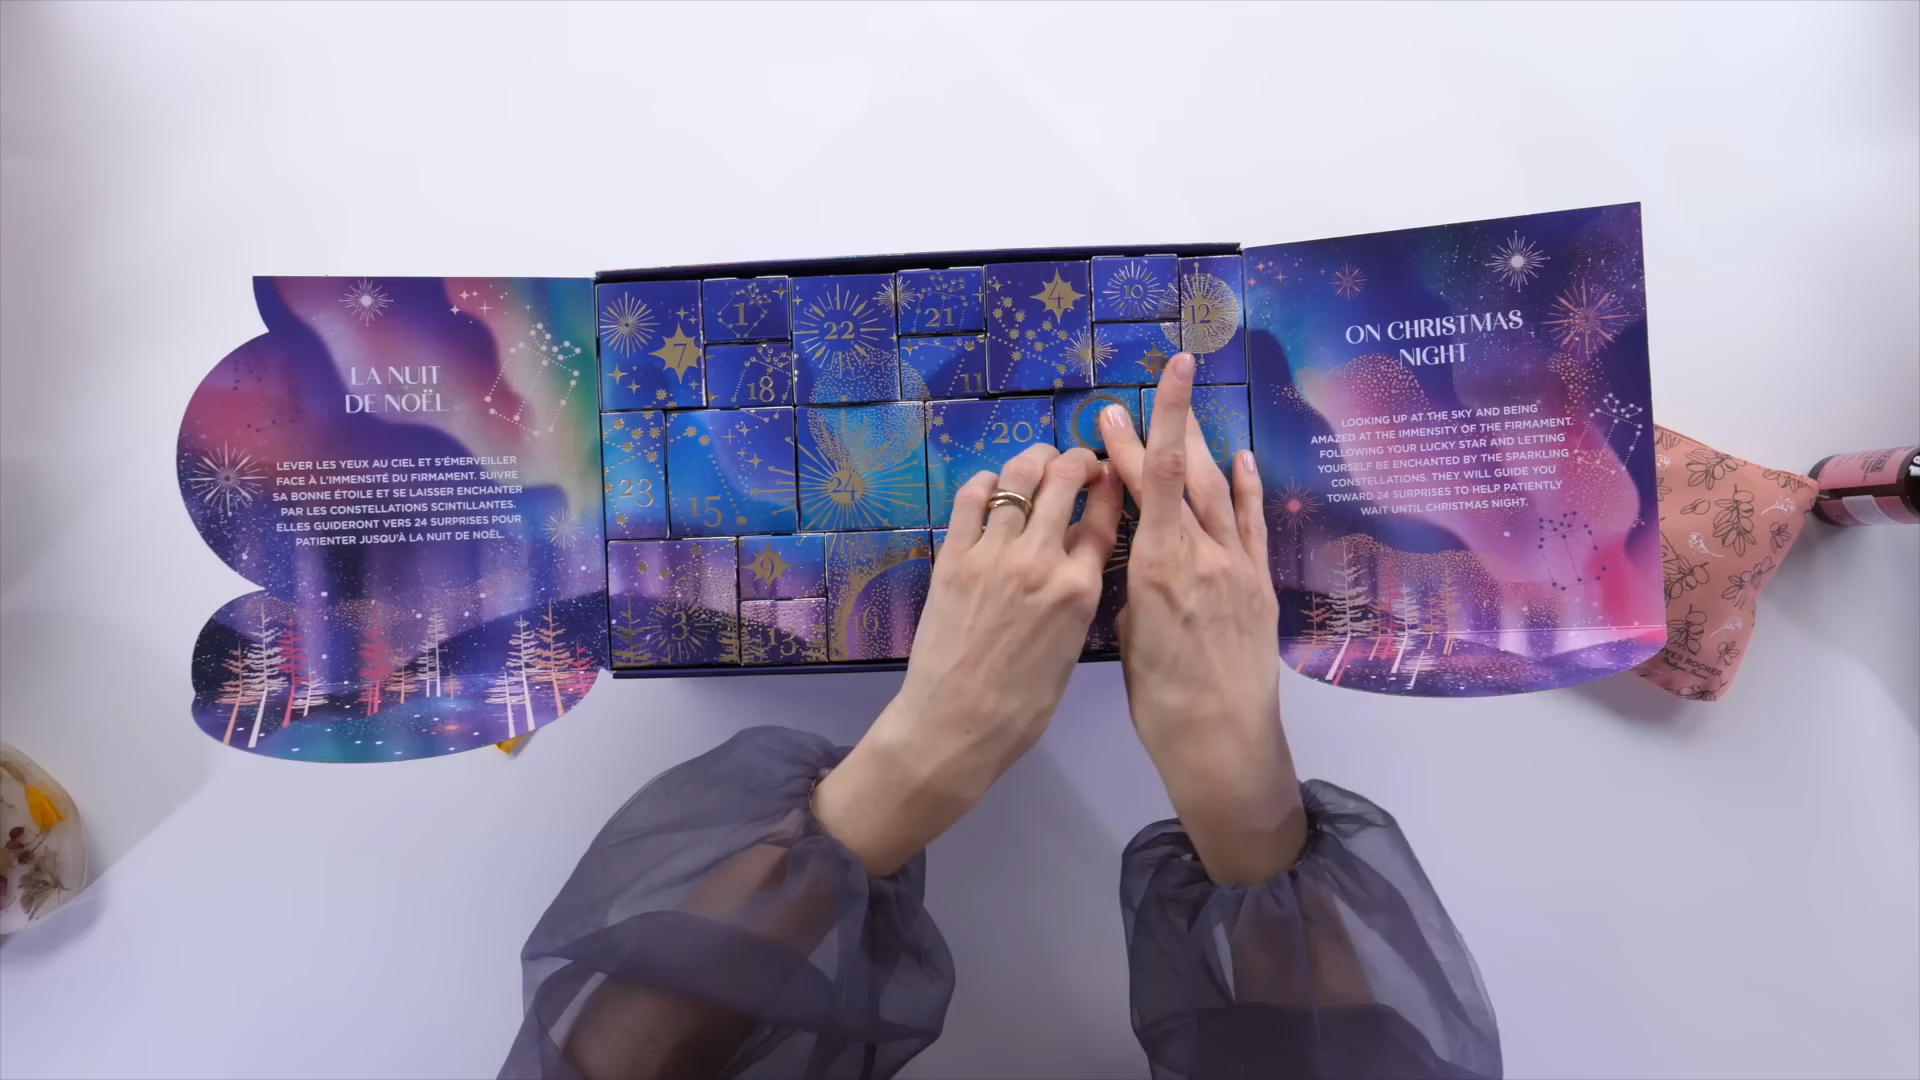 LA NUIT
DE NOËL
LEVER LES YEUX AU CIEL ET S'ÉMERVEILLER
FACE À L'IMMENSITÉ DU FIRMAMENT. SUIVRE
SA BONNE ÉTOILE ET SE LAISSER ENCHANTER
PAR LES CONSTELLATIONS SCINTILLANTES.
ELLES GUIDERONT VERS 24 SURPRISES POUR
PATIENTER JUSQU'À LA NUIT DE NOËL.
7
1
22
21
4
10
12
18
11
23
15
24
20
3
9
13
16
ON CHRISTMAS
NIGHT
LOOKING UP AT THE SKY AND BEING
AMAZED AT THE IMMENSITY OF THE FIRMAMENT.
FOLLOWING YOUR LUCKY STAR AND LETTING
YOURSELF BE ENCHANTED BY THE SPARKLING
CONSTELLATIONS. THEY WILL GUIDE YOU
TOWARD 24 SURPRISES TO HELP PATIENTLY
WAIT UNTIL CHRISTMAS NIGHT.
YVES ROCHER